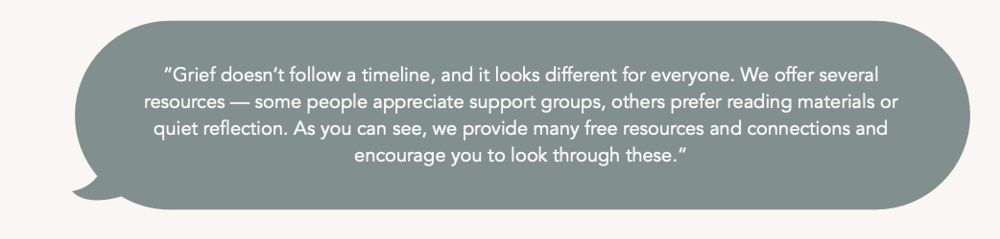 “Grief doesn’t follow a timeline, and it looks different for everyone. We offer several
resources — some people appreciate support groups, others prefer reading materials or
quiet reflection. As you can see, we provide many free resources and connections and
encourage you to look through these.”